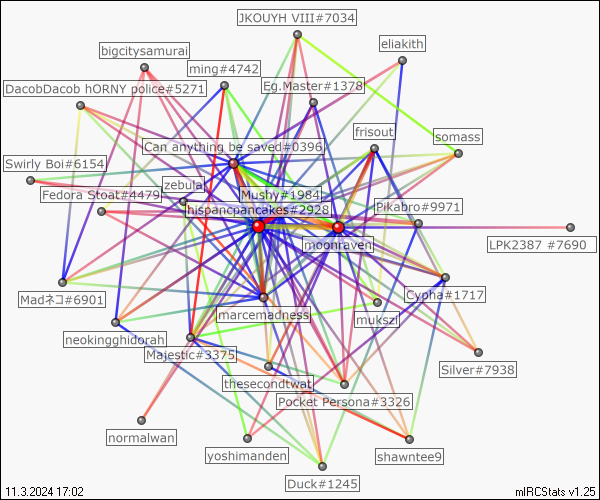 JKOUYH VIII#7034
eliakith
bigcitysamurai
ming#4742
DacobDacob hORNY police#5271
Eg.Master#1378
frisout
somass
Can anything be saved#0396
Swirly Boi#6154
zebular
Fedora Stoat#4479
Mushy#1984
hispancpancakes#2928
Pikabro#9971
moonraven
LPK2387 #7690
Madネコ#6901
Cypha#1717
marcemadness
mukszi
neokingghidorah
Majestic#3375
Silver#7938
thesecondtwat
Pocket Persona#3326
normalwan
yoshimanden
shawntee9
Duck#1245
11.3.2024 17:02
mIRCStats v1.25